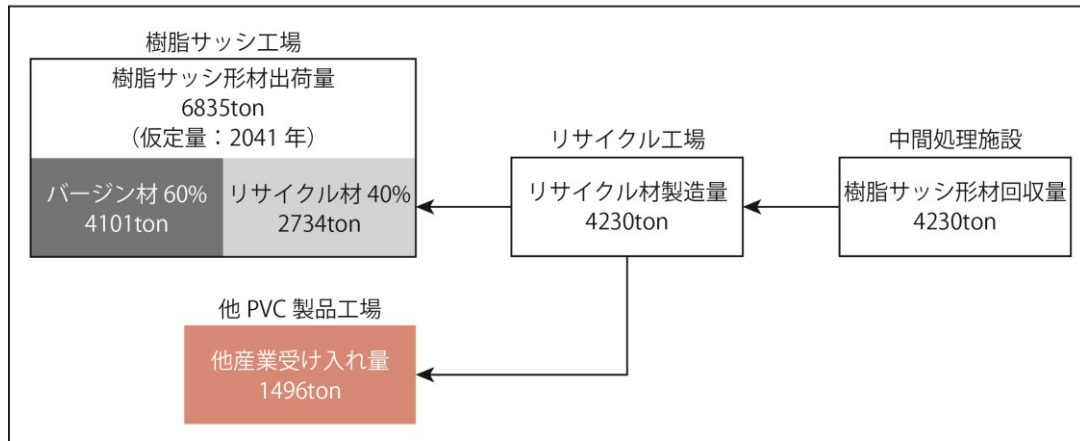 樹脂サッシ工場
樹脂サッシ形材出荷量
6835ton
（仮定量：2041 年）
バージン材 60%
4101ton
リサイクル材 40%
2734ton
リサイクル工場
リサイクル材製造量
4230ton
中間処理施設
樹脂サッシ形材回収量
4230ton
他 PVC 製品工場
他産業受け入れ量
1496ton